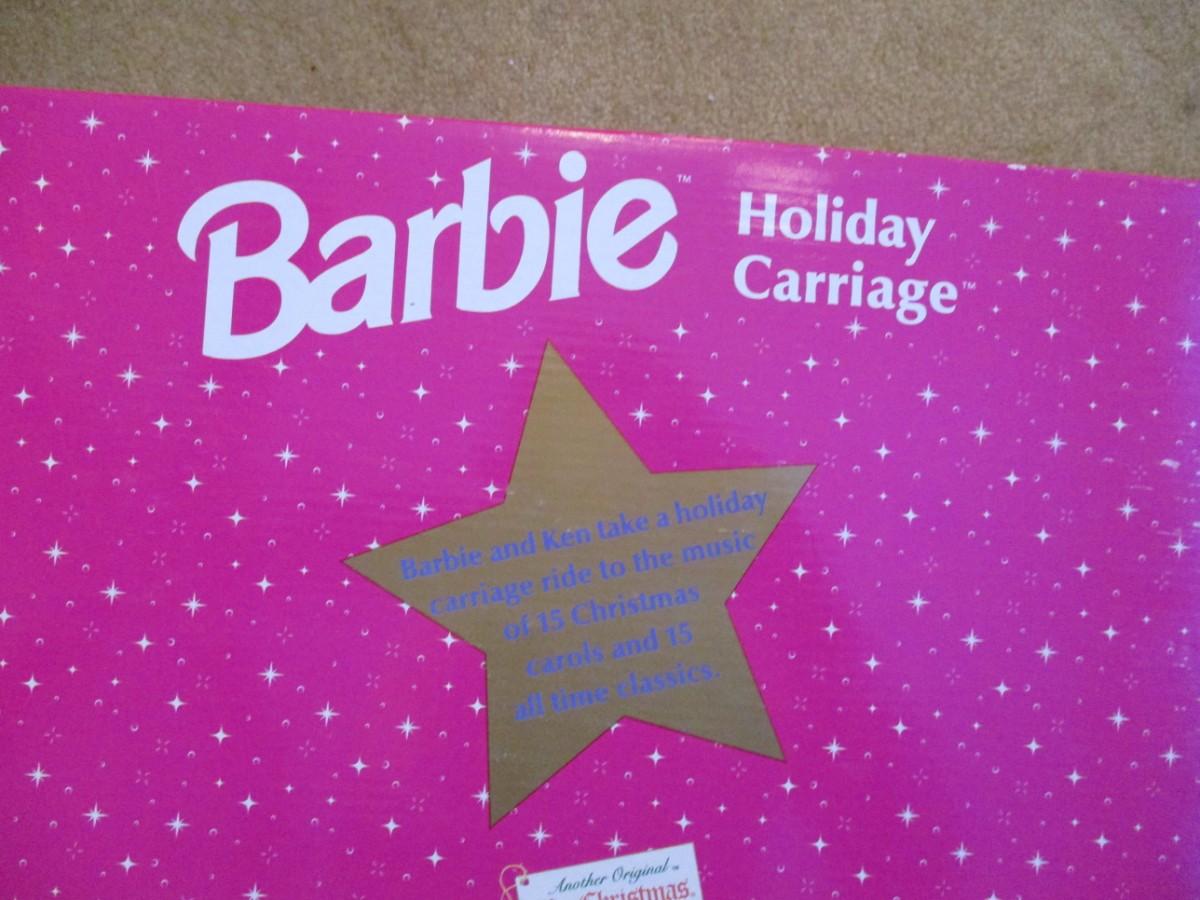 Barbie™
Holiday
Carriage™
Barbie and Ken take a holiday
carriage ride to the music
of 15 Christmas
carols and 15
all time classics.
Another Original™
Christmas®